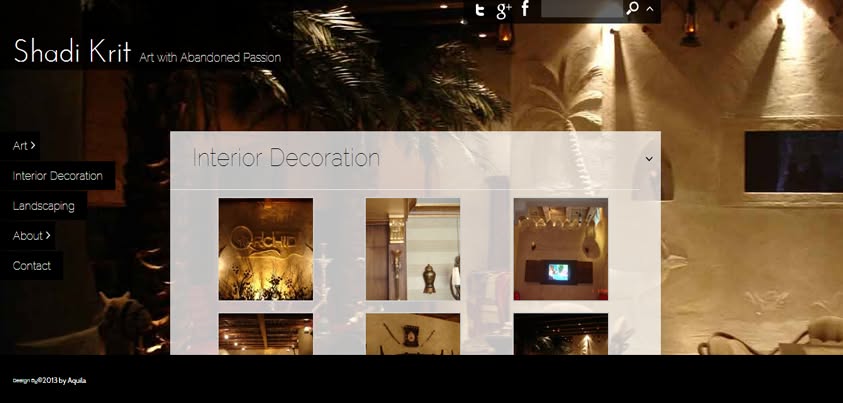 Shadi Krit Art with Abandoned Passion
Art >
Interior Decoration
Landscaping
About >
Contact
Interior Decoration
Design By©2013 by Aquila